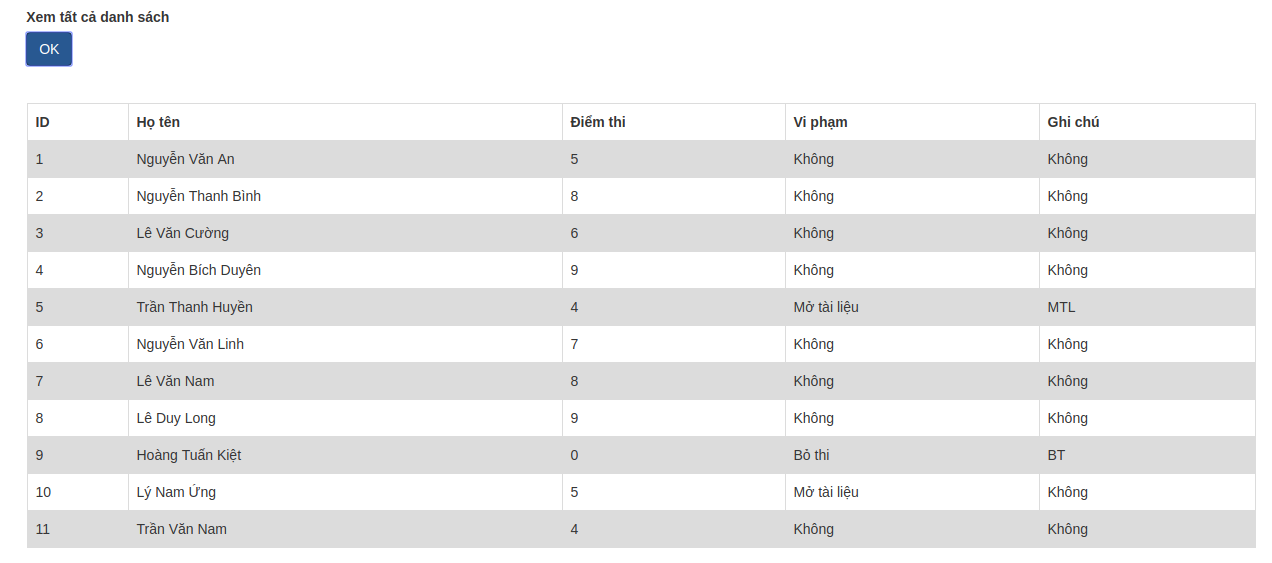 Xem tất cả danh sách
OK
ID Họ tên Điểm thi Vi phạm Ghi chú
1 Nguyễn Văn An 5 Không Không
2 Nguyễn Thanh Bình 8 Không Không
3 Lê Văn Cường 6 Không Không
4 Nguyễn Bích Duyên 9 Không Không
5 Trần Thanh Huyền 4 Mở tài liệu MTL
6 Nguyễn Văn Linh 7 Không Không
7 Lê Văn Nam 8 Không Không
8 Lê Duy Long 9 Không Không
9 Hoàng Tuấn Kiệt 0 Bỏ thi BT
10 Lý Nam Ứng 5 Mở tài liệu Không
11 Trần Văn Nam 4 Không Không